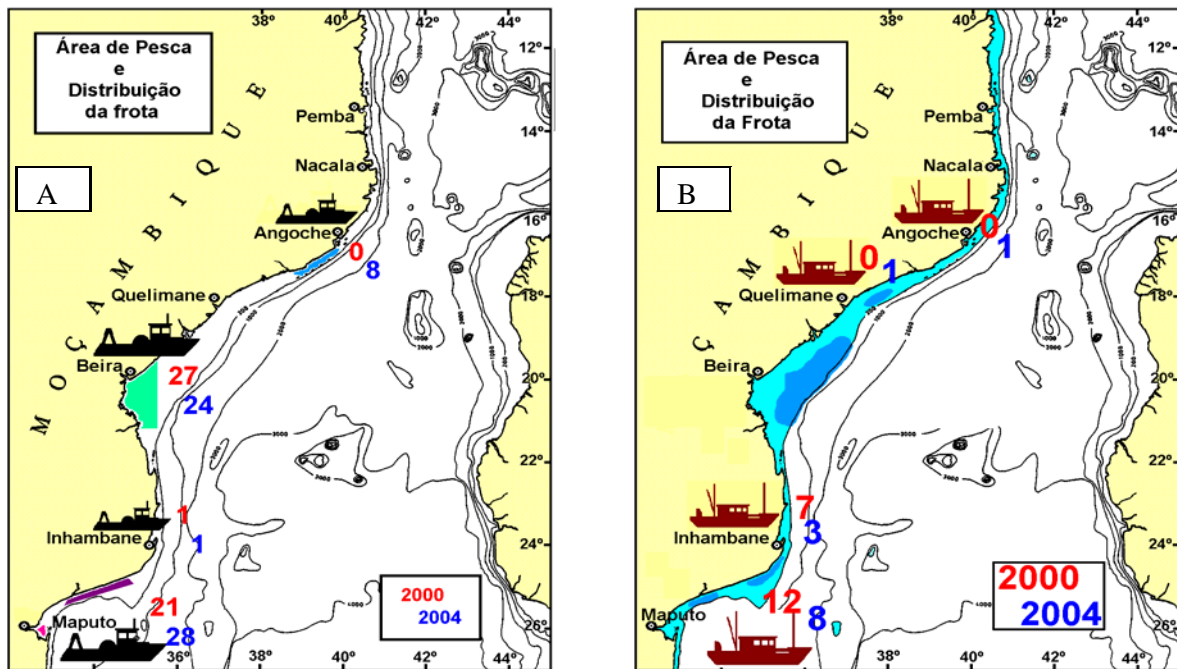 38º 40º 42º 44º
Área de Pesca
e
Distribuição
da frota
12º
Pemba
14º
Nacala
A
MOÇAMBIQUE
Angoche
16º
0
8
Quelimane
18º
Beira
27
20º
24
22º
1
Inhambane
1
24º
21
2000
2004
Maputo
28
26º
36º 38º 40º 42º 44º
38º 40º 42º 44º
Área de Pesca
e
Distribuição
da Frota
12º
Pemba
14º
Nacala
B
MOÇAMBIQUE
Angoche
0
16º
1
0
1
Quelimane
18º
Beira
20º
22º
7
Inhambane
3
24º
2000
2004
12
8
Maputo
26º
38º 40º 42º 44º